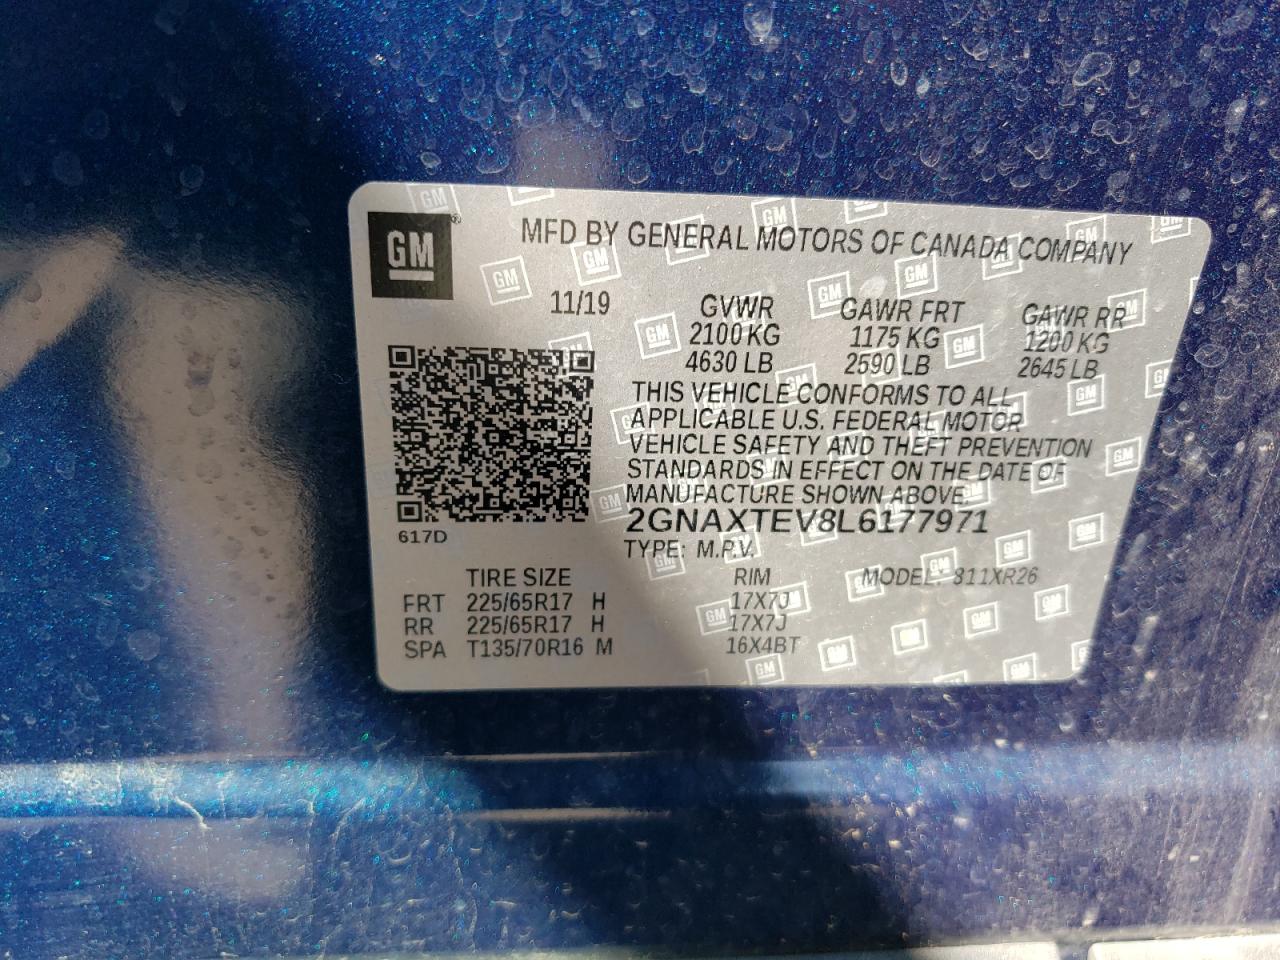 GM®
MFD BY GENERAL MOTORS OF CANADA COMPANY
11/19 GVWR GAWR FRT GAWR RR
2100 KG 1175 KG 1200 KG
4630 LB 2590 LB 2645 LB
THIS VEHICLE CONFORMS TO ALL
APPLICABLE U.S. FEDERAL MOTOR
VEHICLE SAFETY AND THEFT PREVENTION
STANDARDS IN EFFECT ON THE DATE OF
MANUFACTURE SHOWN ABOVE.
2GNAXTEV8L6177971
617D
TYPE: M.P.V.
TIRE SIZE RIM MODEL: 811XR26
FRT 225/65R17 H 17X7J
RR 225/65R17 H 17X7J
SPA T135/70R16 M 16X4BT